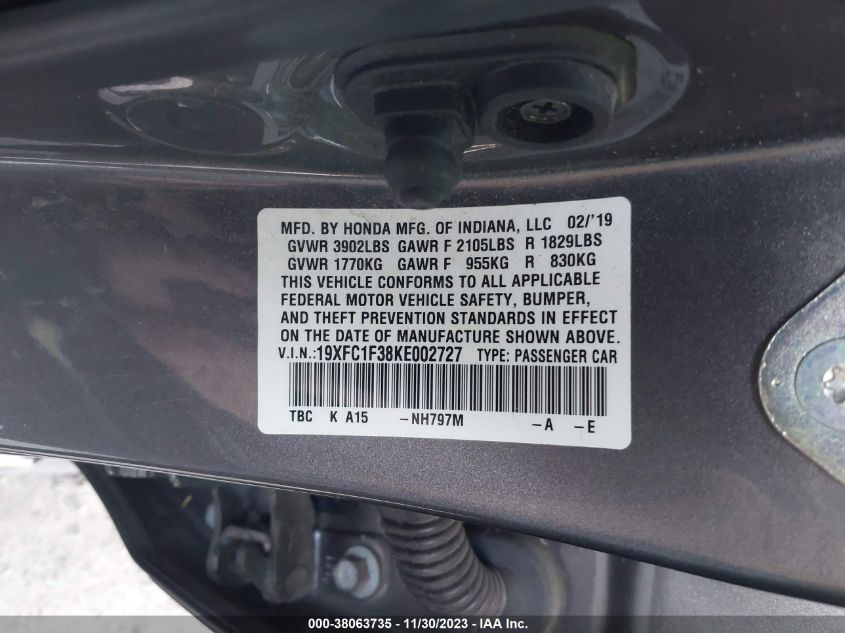 MFD. BY HONDA MFG. OF INDIANA, LLC 02/'19
GVWR 3902LBS GAWR F 2105LBS R 1829LBS
GVWR 1770KG GAWR F 955KG R 830KG
THIS VEHICLE CONFORMS TO ALL APPLICABLE
FEDERAL MOTOR VEHICLE SAFETY, BUMPER,
AND THEFT PREVENTION STANDARDS IN EFFECT
ON THE DATE OF MANUFACTURE SHOWN ABOVE.
V.I.N.:19XFC1F38KE002727 TYPE: PASSENGER CAR
TBC K A15 -NH797M -A -E
000-38063735 - 11/30/2023 - IAA Inc.